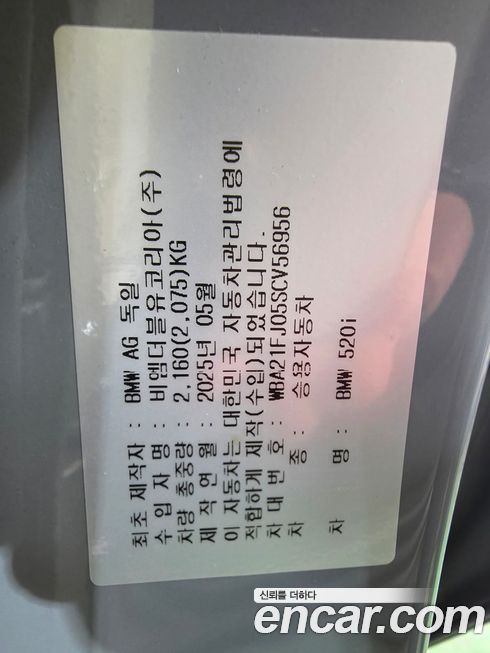 최초 제작자 : BMW AG 독일
수 입 자 명 : 비엠더블유코리아(주)
차량 총중량 : 2,160(2,075)KG
제 작 연 월 : 2025년 05월
이 자동차는 대한민국 자동차관리법령에
적합하게 제작(수입)되었습니다.
차 대 번 호 : WBA21FJ05SCV56956
차 종 : 승용자동차
차 명 : BMW 520i
신뢰를 더하다
encar.com